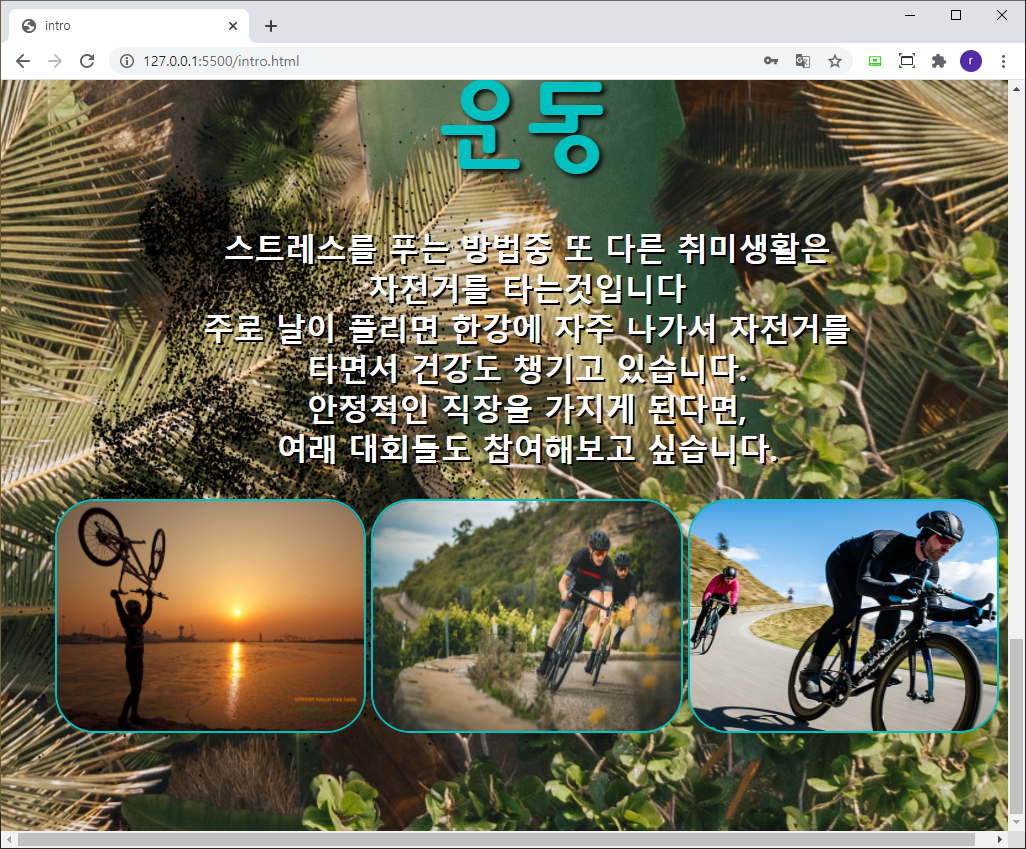 intro
127.0.0.1:5500/intro.html
r
운동
스트레스를 푸는 방법중 또 다른 취미생활은
자전거를 타는것입니다
주로 날이 풀리면 한강에 자주 나가서 자전거를
타면서 건강도 챙기고 있습니다.
안정적인 직장을 가지게 된다면,
여래 대회들도 참여해보고 싶습니다.
PINARELLO